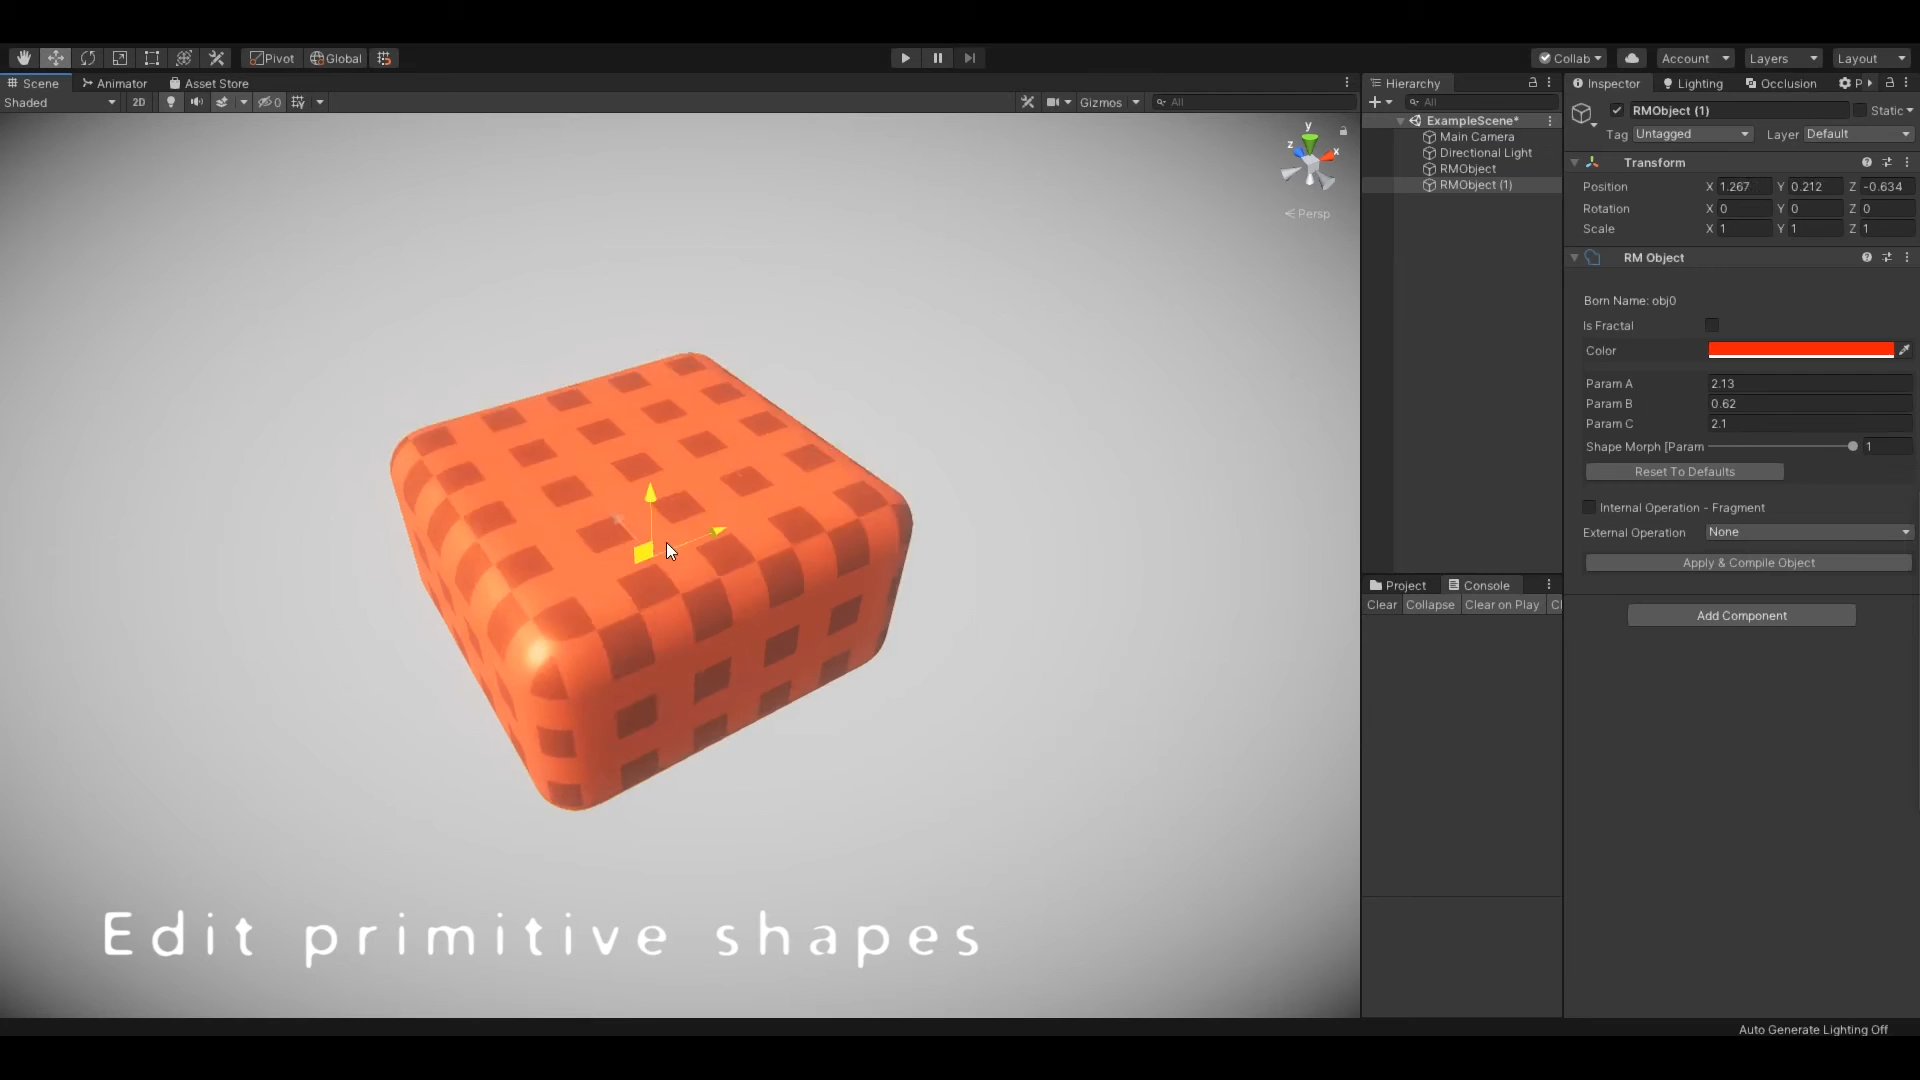 Pivot Global
Collab Account Layers Layout
Scene Animator Asset Store
Shaded 2D 0 Gizmos All
y
z x
Persp
Edit primitive shapes
Hierarchy
All
ExampleScene*
Main Camera
Directional Light
RMObject
RMObject (1)
Project Console
Clear Collapse Clear on Play
Inspector Lighting Occlusion P
RMObject (1) Static
Tag Untagged Layer Default
Transform
Position X 1.267 Y 0.212 Z -0.634
Rotation X 0 Y 0 Z 0
Scale X 1 Y 1 Z 1
RM Object
Born Name: obj0
Is Fractal
Color
Param A 2.13
Param B 0.62
Param C 2.1
Shape Morph [Param 1
Reset To Defaults
Internal Operation - Fragment
External Operation None
Apply & Compile Object
Add Component
Auto Generate Lighting Off